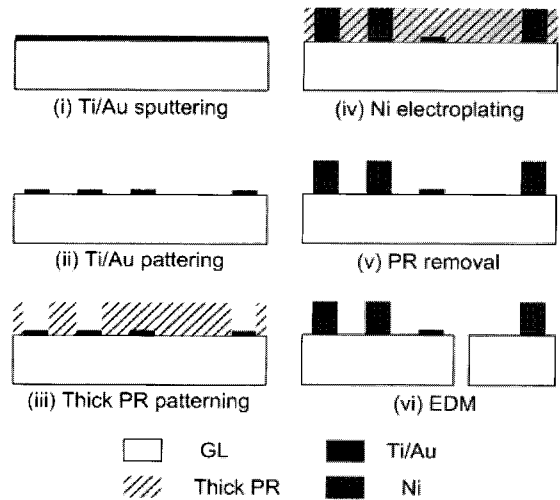 (i) Ti/Au sputtering
(ii) Ti/Au pattering
(iii) Thick PR patterning
(iv) Ni electroplating
(v) PR removal
(vi) EDM
GL
Ti/Au
Thick PR
Ni